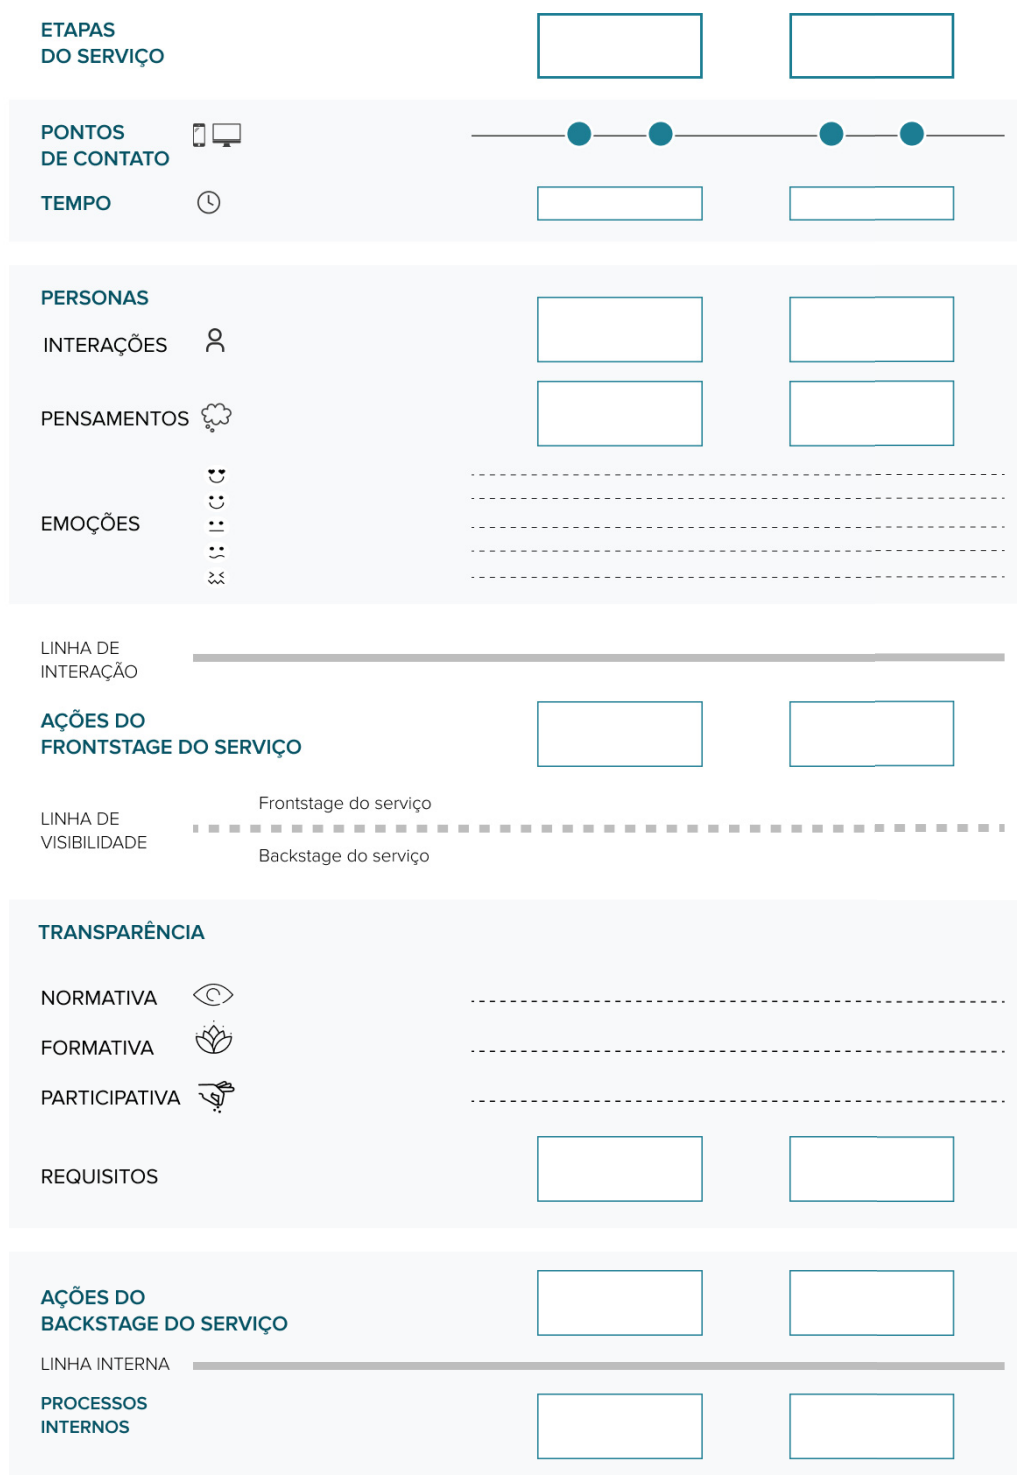 ETAPAS
DO SERVIÇO
PONTOS
DE CONTATO
TEMPO
PERSONAS
INTERAÇÕES
PENSAMENTOS
EMOÇÕES
LINHA DE
INTERAÇÃO
AÇÕES DO
FRONTSTAGE DO SERVIÇO
Frontstage do serviço
LINHA DE
VISIBILIDADE
Backstage do serviço
TRANSPARÊNCIA
NORMATIVA
FORMATIVA
PARTICIPATIVA
REQUISITOS
AÇÕES DO
BACKSTAGE DO SERVIÇO
LINHA INTERNA
PROCESSOS
INTERNOS